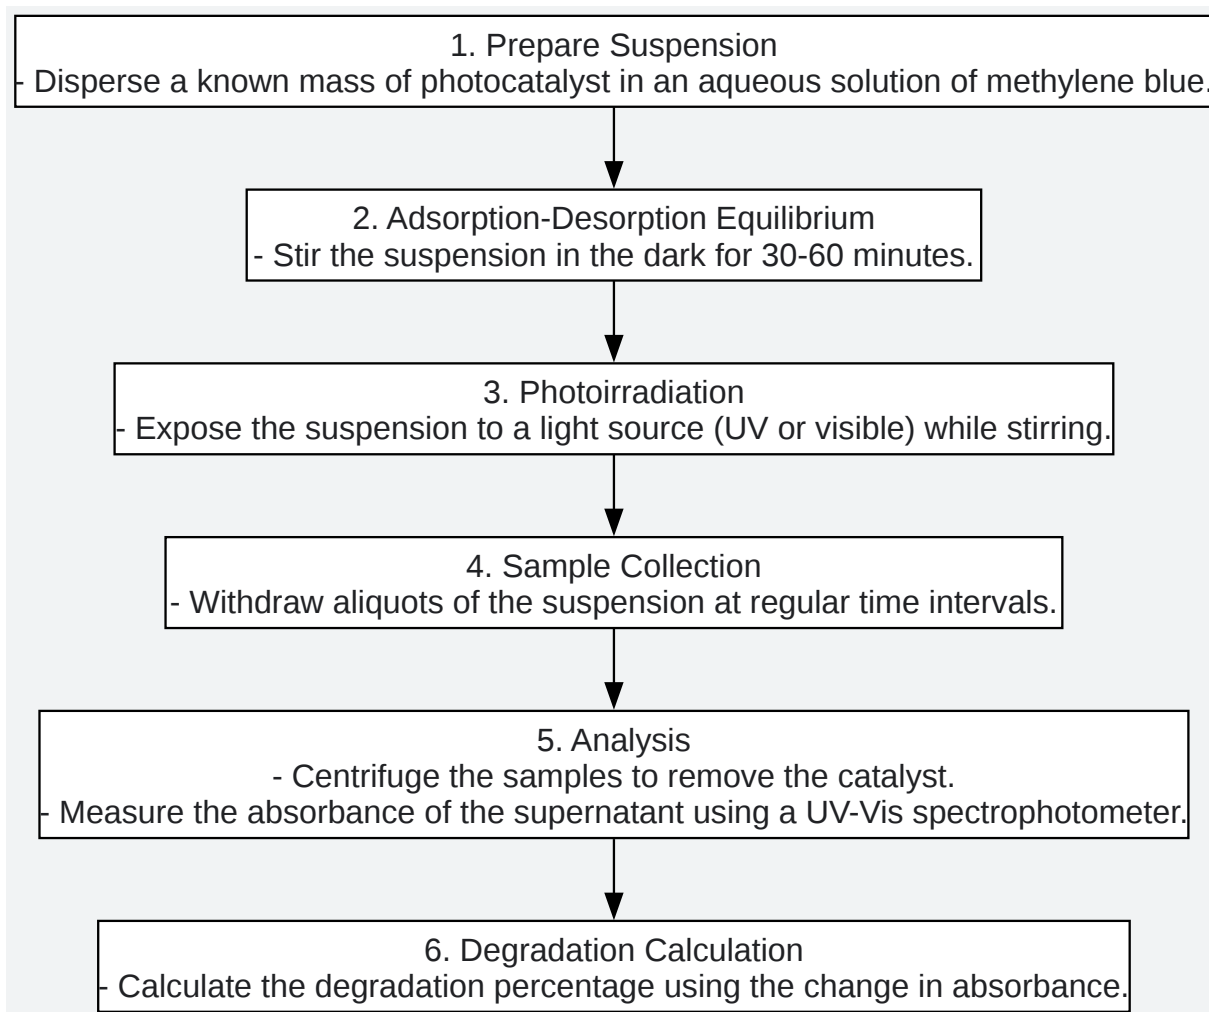 1. Prepare Suspension
- Disperse a known mass of photocatalyst in an aqueous solution of methylene blue.
2. Adsorption-Desorption Equilibrium
- Stir the suspension in the dark for 30-60 minutes.
3. Photoirradiation
- Expose the suspension to a light source (UV or visible) while stirring.
4. Sample Collection
- Withdraw aliquots of the suspension at regular time intervals.
5. Analysis
- Centrifuge the samples to remove the catalyst.
- Measure the absorbance of the supernatant using a UV-Vis spectrophotometer.
6. Degradation Calculation
- Calculate the degradation percentage using the change in absorbance.